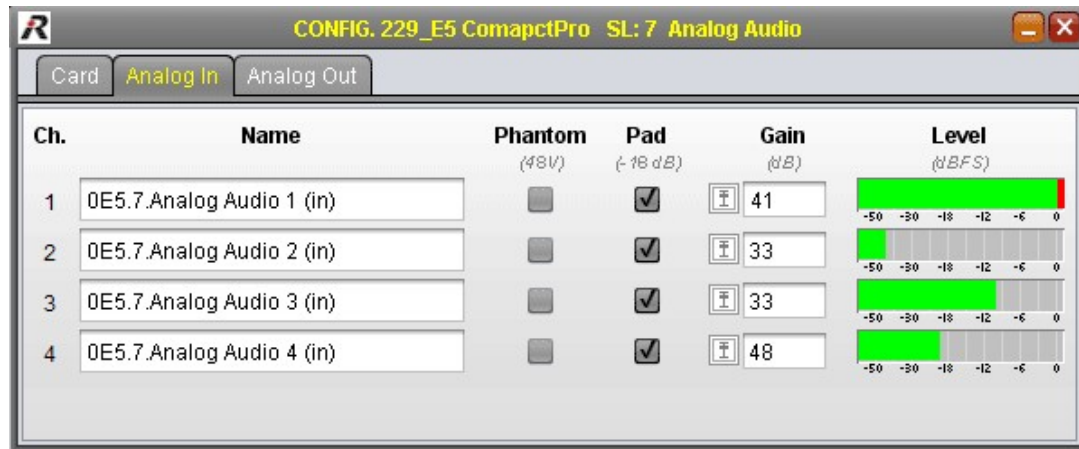 CONFIG. 229_E5 ComapctPro SL: 7 Analog Audio
Card Analog In Analog Out
Ch. Name Phantom Pad Gain Level
(48V) (-16 dB) (dB) (dBFS)
1 0E5.7.Analog Audio 1 (in) 41
-50 -30 -18 -12 -6 0
2 0E5.7.Analog Audio 2 (in) 33
-50 -30 -18 -12 -6 0
3 0E5.7.Analog Audio 3 (in) 33
-50 -30 -18 -12 -6 0
4 0E5.7.Analog Audio 4 (in) 48
-50 -30 -18 -12 -6 0